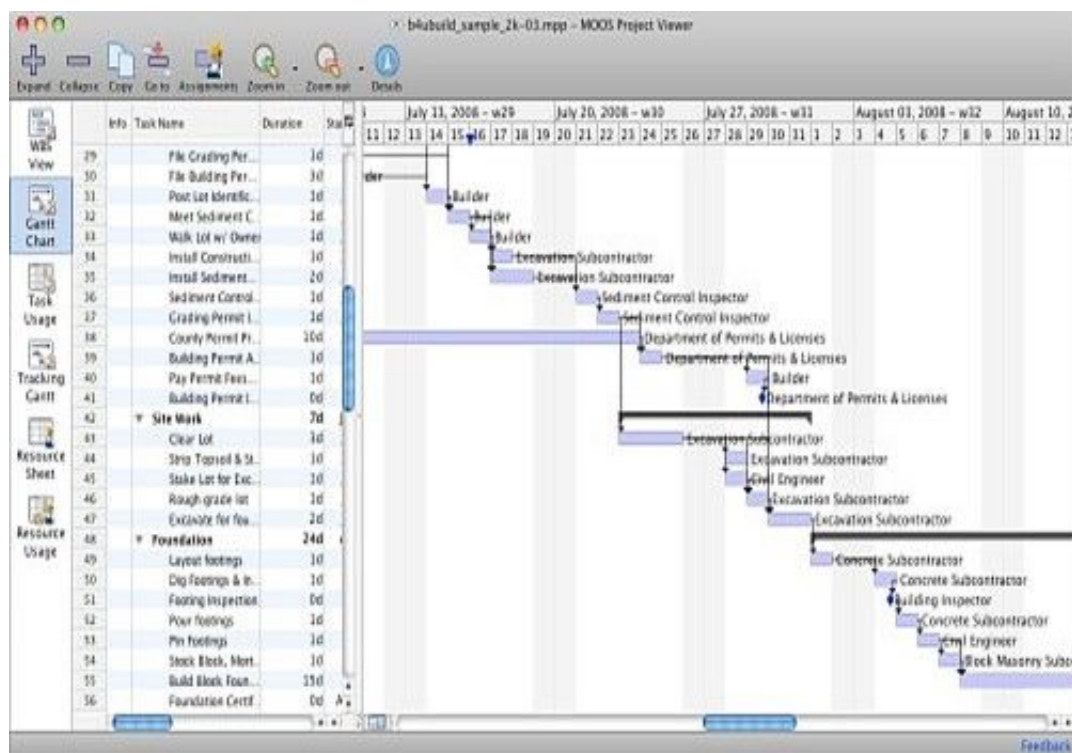 b4ubuild_sample_2k-03.mpp – MOOS Project Viewer
Expand Collapse Copy Go to Assignments Zoom in Zoom out Details
WBS View
Gantt Chart
Task Usage
Tracking Gantt
Resource Sheet
Resource Usage
Info Task Name Duration
July 13, 2008 – w29 July 20, 2008 – w30 July 27, 2008 – w31 August 03, 2008 – w32 August 10, 2
11 12 13 14 15 16 17 18 19 20 21 22 23 24 25 26 27 28 29 30 31 1 2 3 4 5 6 7 8 9 10 11 12
29 File Grading Per... 1d
30 File Building Per... 3d der
31 Post Lot Identific... 1d Builder
32 Meet Sediment C... 1d Builder
33 Walk Lot w/ Owner 1d Builder
34 Install Constructi... 1d Excavation Subcontractor
35 Install Sediment... 2d Excavation Subcontractor
36 Sediment Control... 1d Sediment Control Inspector
37 Grading Permit I... 1d Sediment Control Inspector
38 County Permit Pr... 10d Department of Permits & Licenses
39 Building Permit A... 1d Department of Permits & Licenses
40 Pay Permit Fees... 1d Builder
41 Building Permit I... 0d Department of Permits & Licenses
42 Site Work 7d
43 Clear Lot 3d Excavation Subcontractor
44 Strip Topsoil & St... 1d Excavation Subcontractor
45 Stake Lot for Exc... 1d Civil Engineer
46 Rough grade lot 1d Excavation Subcontractor
47 Excavate for fou... 2d Excavation Subcontractor
48 Foundation 24d
49 Layout footings 1d Concrete Subcontractor
50 Dig Footings & In... 1d Concrete Subcontractor
51 Footing Inspection 0d Building Inspector
52 Pour footings 1d Concrete Subcontractor
53 Pin Footings 1d Civil Engineer
54 Stock Block, Mort... 1d Block Masonry Subc
55 Build Block Foun... 15d
56 Foundation Certif... 0d A
Feedback